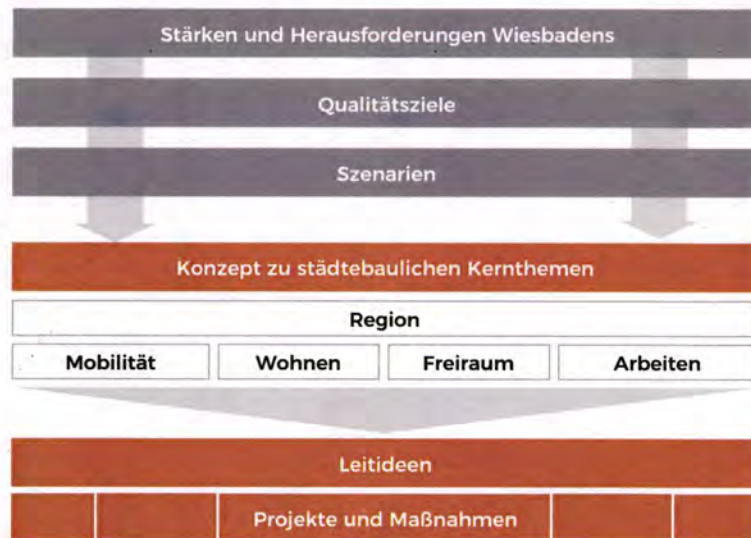 Stärken und Herausforderungen Wiesbadens
Qualitätsziele
Szenarien
Konzept zu städtebaulichen Kernthemen
Region
Mobilität Wohnen Freiraum Arbeiten
Leitideen
Projekte und Maßnahmen